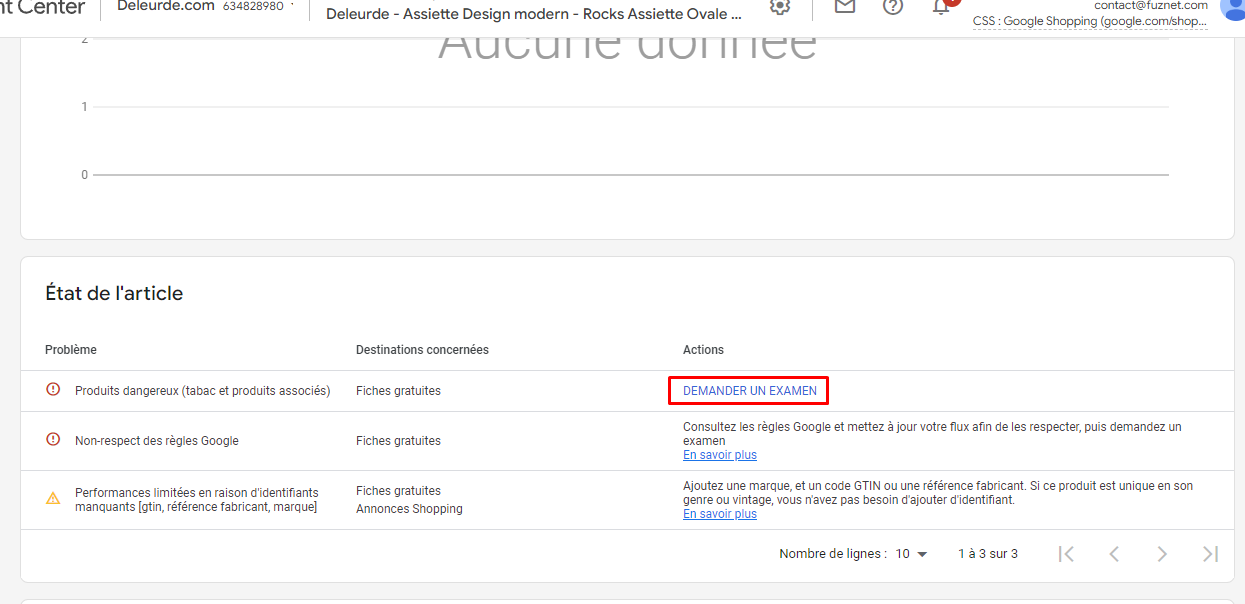 nt Center
Deleurde.com 634828980
Deleurde - Assiette Design modern - Rocks Assiette Ovale ...
contact@fuznet.com
CSS : Google Shopping (google.com/shop...
2
Aucune donnée
1
0
État de l'article
Problème Destinations concernées Actions
Produits dangereux (tabac et produits associés) Fiches gratuites DEMANDER UN EXAMEN
Non-respect des règles Google Fiches gratuites Consultez les règles Google et mettez à jour votre flux afin de les respecter, puis demandez un
examen
En savoir plus
Performances limitées en raison d'identifiants
manquants [gtin, référence fabricant, marque]
Fiches gratuites
Annonces Shopping
Ajoutez une marque, et un code GTIN ou une référence fabricant. Si ce produit est unique en son
genre ou vintage, vous n'avez pas besoin d'ajouter d'identifiant.
En savoir plus
Nombre de lignes : 10 1 à 3 sur 3